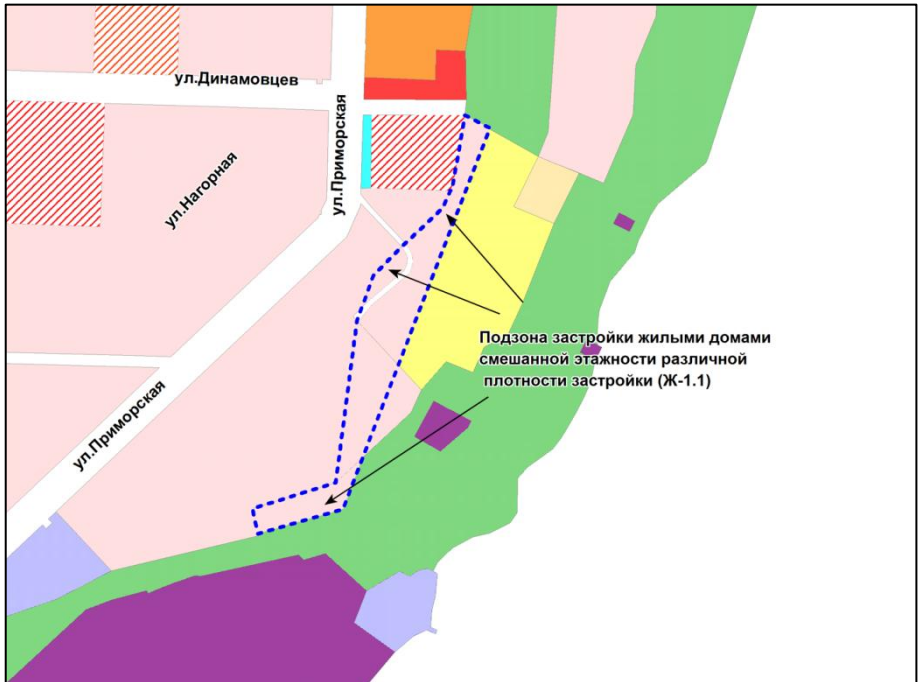 ул.Динамовцев
ул.Приморская
ул.Нагорная
Подзона застройки жилыми домами
смешанной этажности различной
плотности застройки (Ж-1.1)
ул.Приморская